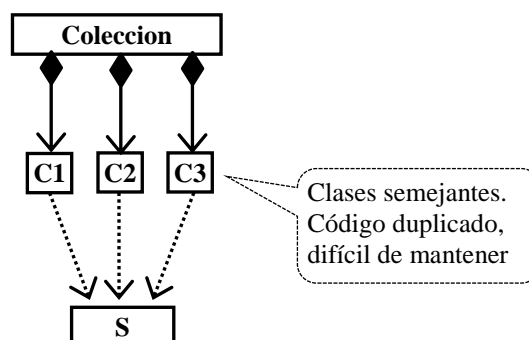 Coleccion
C1 C2 C3
Clases semejantes.
Código duplicado,
difícil de mantener
S